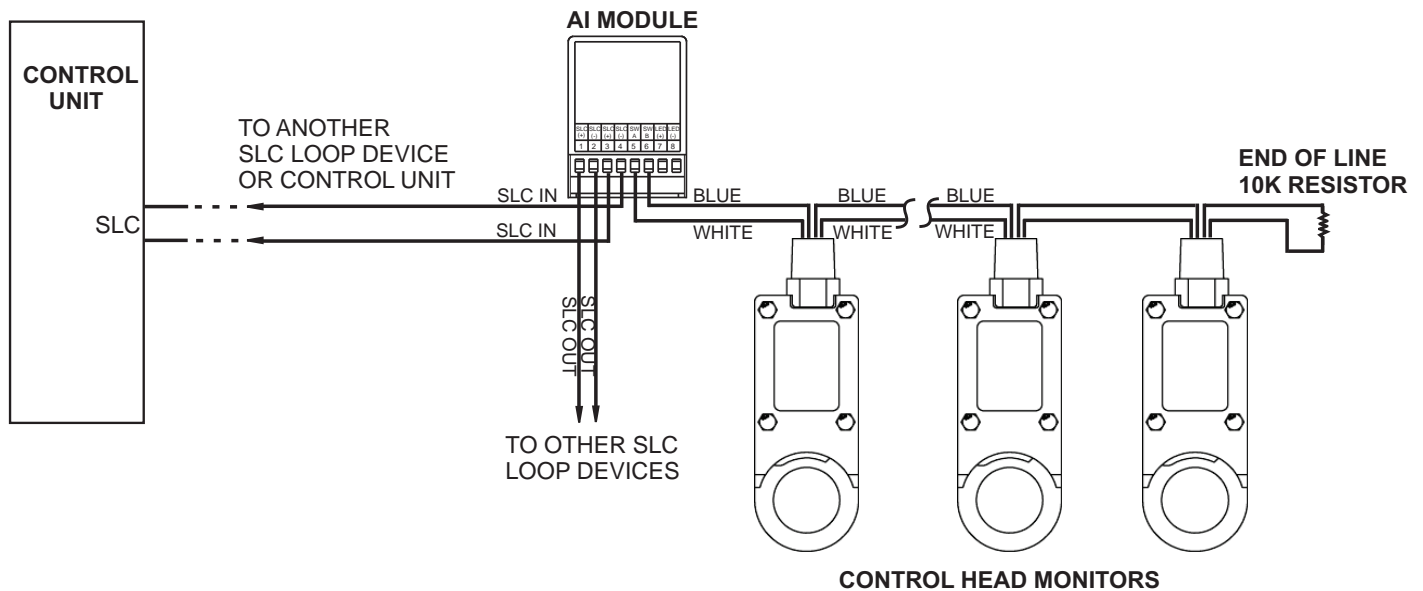 AI MODULE
CONTROL
UNIT
SLC
(+)
SLC
(-)
SLC
(+)
SLC
(-)
SW
A
SW
B
LED
(+)
LED
(-)
1 2 3 4 5 6 7 8
TO ANOTHER
SLC LOOP DEVICE
OR CONTROL UNIT
END OF LINE
10K RESISTOR
SLC IN
BLUE
BLUE
BLUE
SLC
SLC IN
WHITE
WHITE
WHITE
SLC OUT
SLC OUT
TO OTHER SLC
LOOP DEVICES
CONTROL HEAD MONITORS